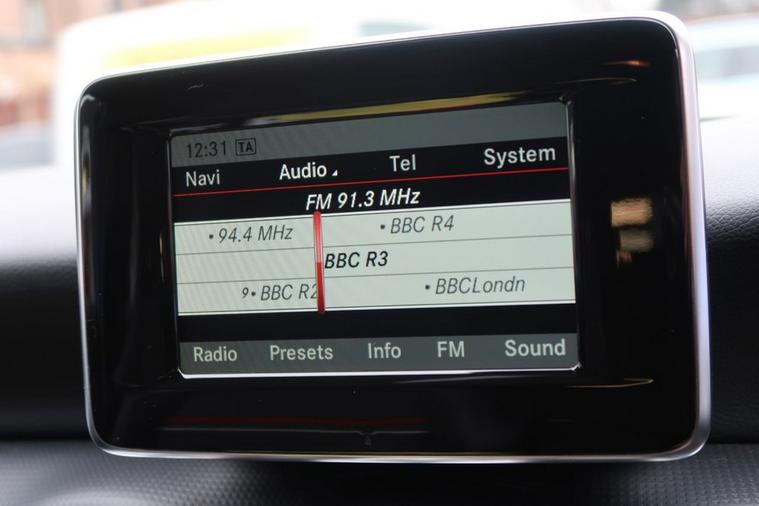 12:31 TA
Navi Audio Tel System
FM 91.3 MHz
• 94.4 MHz • BBC R4
BBC R3
9• BBC R2 • BBCLondn
Radio Presets Info FM Sound